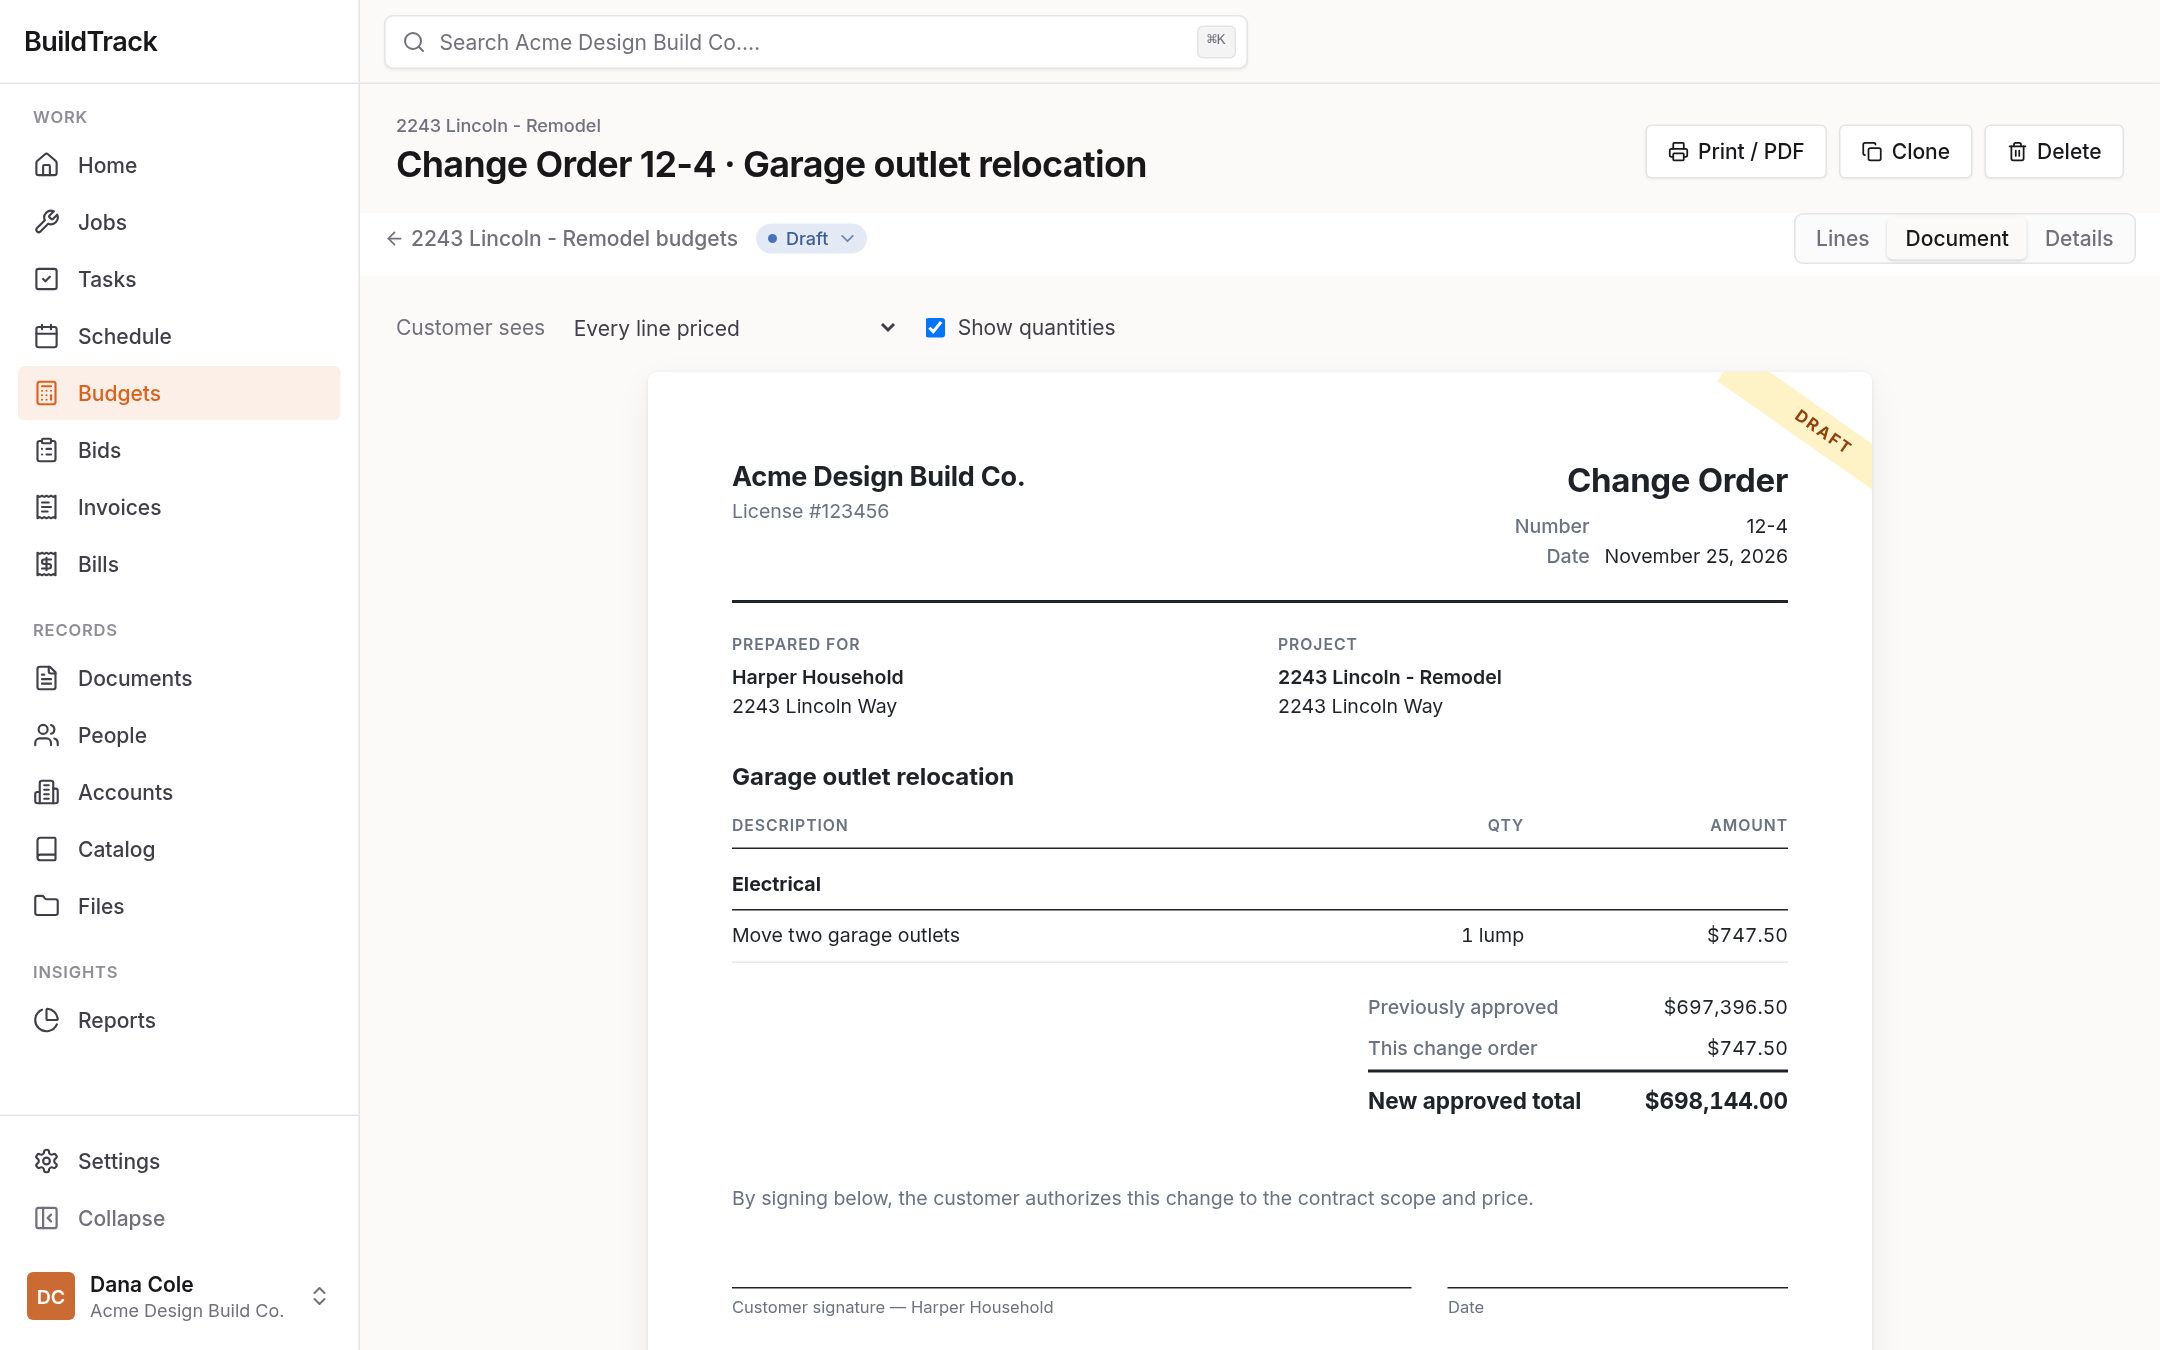 BuildTrack
Search Acme Design Build Co....
⌘K
WORK
Home
Jobs
Tasks
Schedule
Budgets
Bids
Invoices
Bills
RECORDS
Documents
People
Accounts
Catalog
Files
INSIGHTS
Reports
Settings
Collapse
DC
Dana Cole
Acme Design Build Co.
2243 Lincoln - Remodel
Change Order 12-4 · Garage outlet relocation
Print / PDF
Clone
Delete
2243 Lincoln - Remodel budgets
Draft
Lines
Document
Details
Customer sees
Every line priced
Show quantities
DRAFT
Acme Design Build Co.
License #123456
Change Order
Number 12-4
Date November 25, 2026
PREPARED FOR
Harper Household
2243 Lincoln Way
PROJECT
2243 Lincoln - Remodel
2243 Lincoln Way
Garage outlet relocation
DESCRIPTION QTY AMOUNT
Electrical
Move two garage outlets 1 lump $747.50
Previously approved $697,396.50
This change order $747.50
New approved total $698,144.00
By signing below, the customer authorizes this change to the contract scope and price.
Customer signature — Harper Household
Date